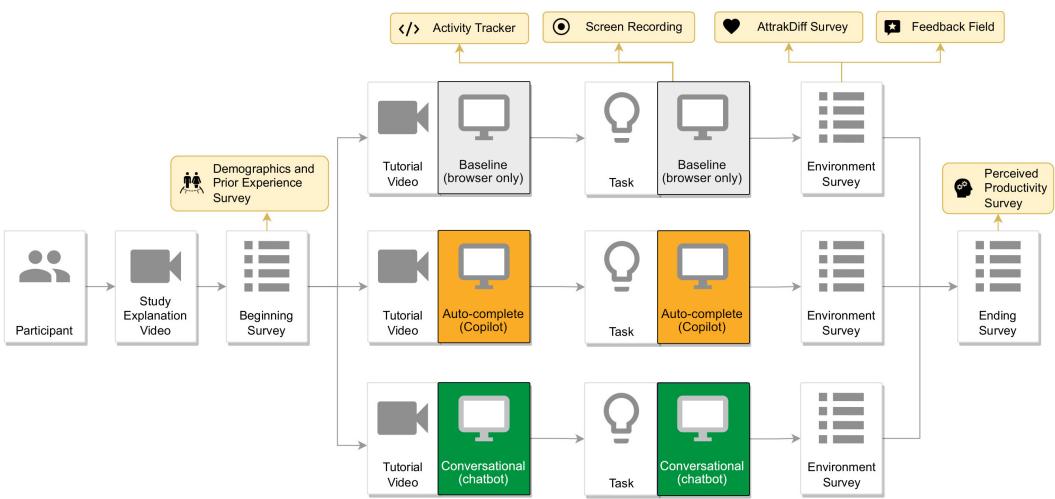 Activity Tracker
Screen Recording
AttrakDiff Survey
Feedback Field
Tutorial
Video
Baseline
(browser only)
Task
Baseline
(browser only)
Environment
Survey
Demographics and
Prior Experience
Survey
Perceived
Productivity
Survey
Participant
Study
Explanation
Video
Beginning
Survey
Tutorial
Video
Auto-complete
(Copilot)
Task
Auto-complete
(Copilot)
Environment
Survey
Ending
Survey
Tutorial
Video
Conversational
(chatbot)
Task
Conversational
(chatbot)
Environment
Survey